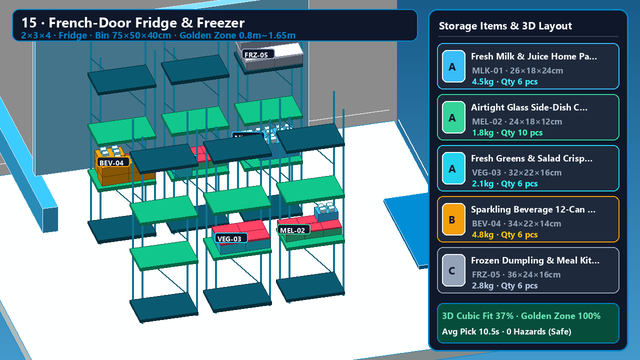 15 · French-Door Fridge & Freezer
2×3×4 · Fridge · Bin 75×50×40cm · Golden Zone 0.8m~1.65m
FRZ-05
BEV-04
VEG-03
MEL-02
Storage Items & 3D Layout
A
Fresh Milk & Juice Home Pa...
MLK-01 · 26×18×24cm
4.5kg · Qty 6 pcs
A
Airtight Glass Side-Dish C...
MEL-02 · 24×18×12cm
1.8kg · Qty 10 pcs
A
Fresh Greens & Salad Crisp...
VEG-03 · 32×22×16cm
2.1kg · Qty 6 pcs
B
Sparkling Beverage 12-Can ...
BEV-04 · 34×22×14cm
4.8kg · Qty 6 pcs
C
Frozen Dumpling & Meal Kit...
FRZ-05 · 36×24×16cm
2.8kg · Qty 6 pcs
3D Cubic Fit 37% · Golden Zone 100%
Avg Pick 10.5s · 0 Hazards (Safe)